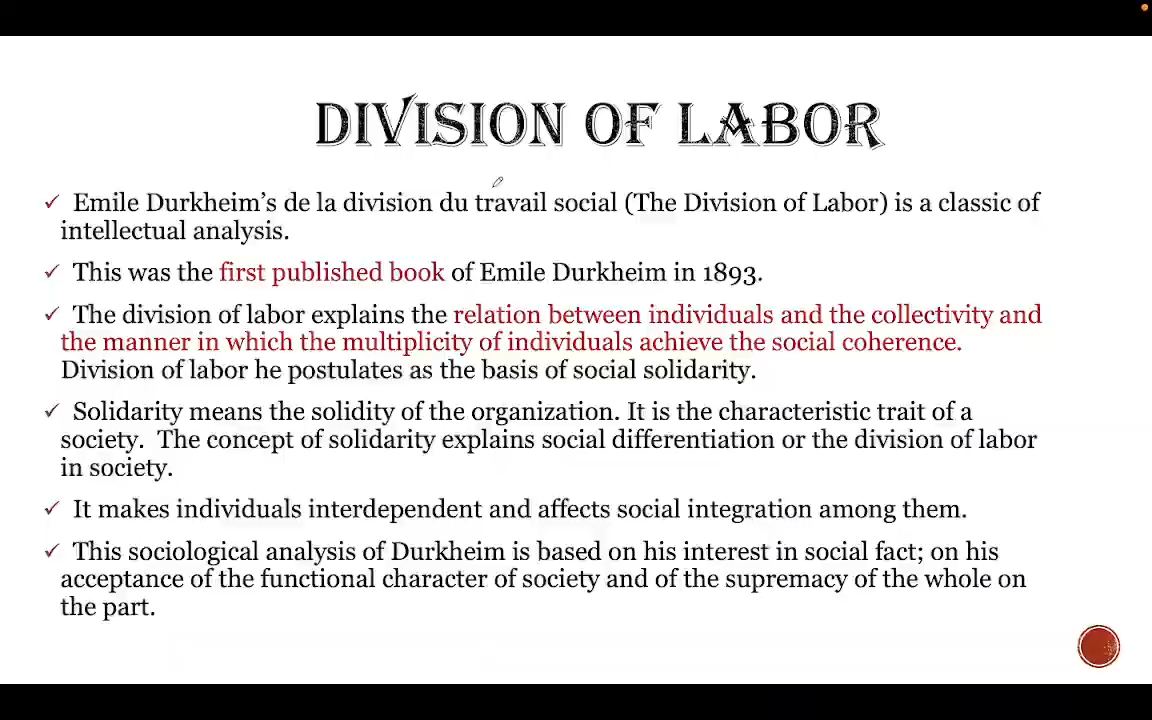 DIVISION OF LABOR
✓ Emile Durkheim’s de la division du travail social (The Division of Labor) is a classic of
intellectual analysis.
✓ This was the first published book of Emile Durkheim in 1893.
✓ The division of labor explains the relation between individuals and the collectivity and
the manner in which the multiplicity of individuals achieve the social coherence.
Division of labor he postulates as the basis of social solidarity.
✓ Solidarity means the solidity of the organization. It is the characteristic trait of a
society.  The concept of solidarity explains social differentiation or the division of labor
in society.
✓ It makes individuals interdependent and affects social integration among them.
✓ This sociological analysis of Durkheim is based on his interest in social fact; on his
acceptance of the functional character of society and of the supremacy of the whole on
the part.